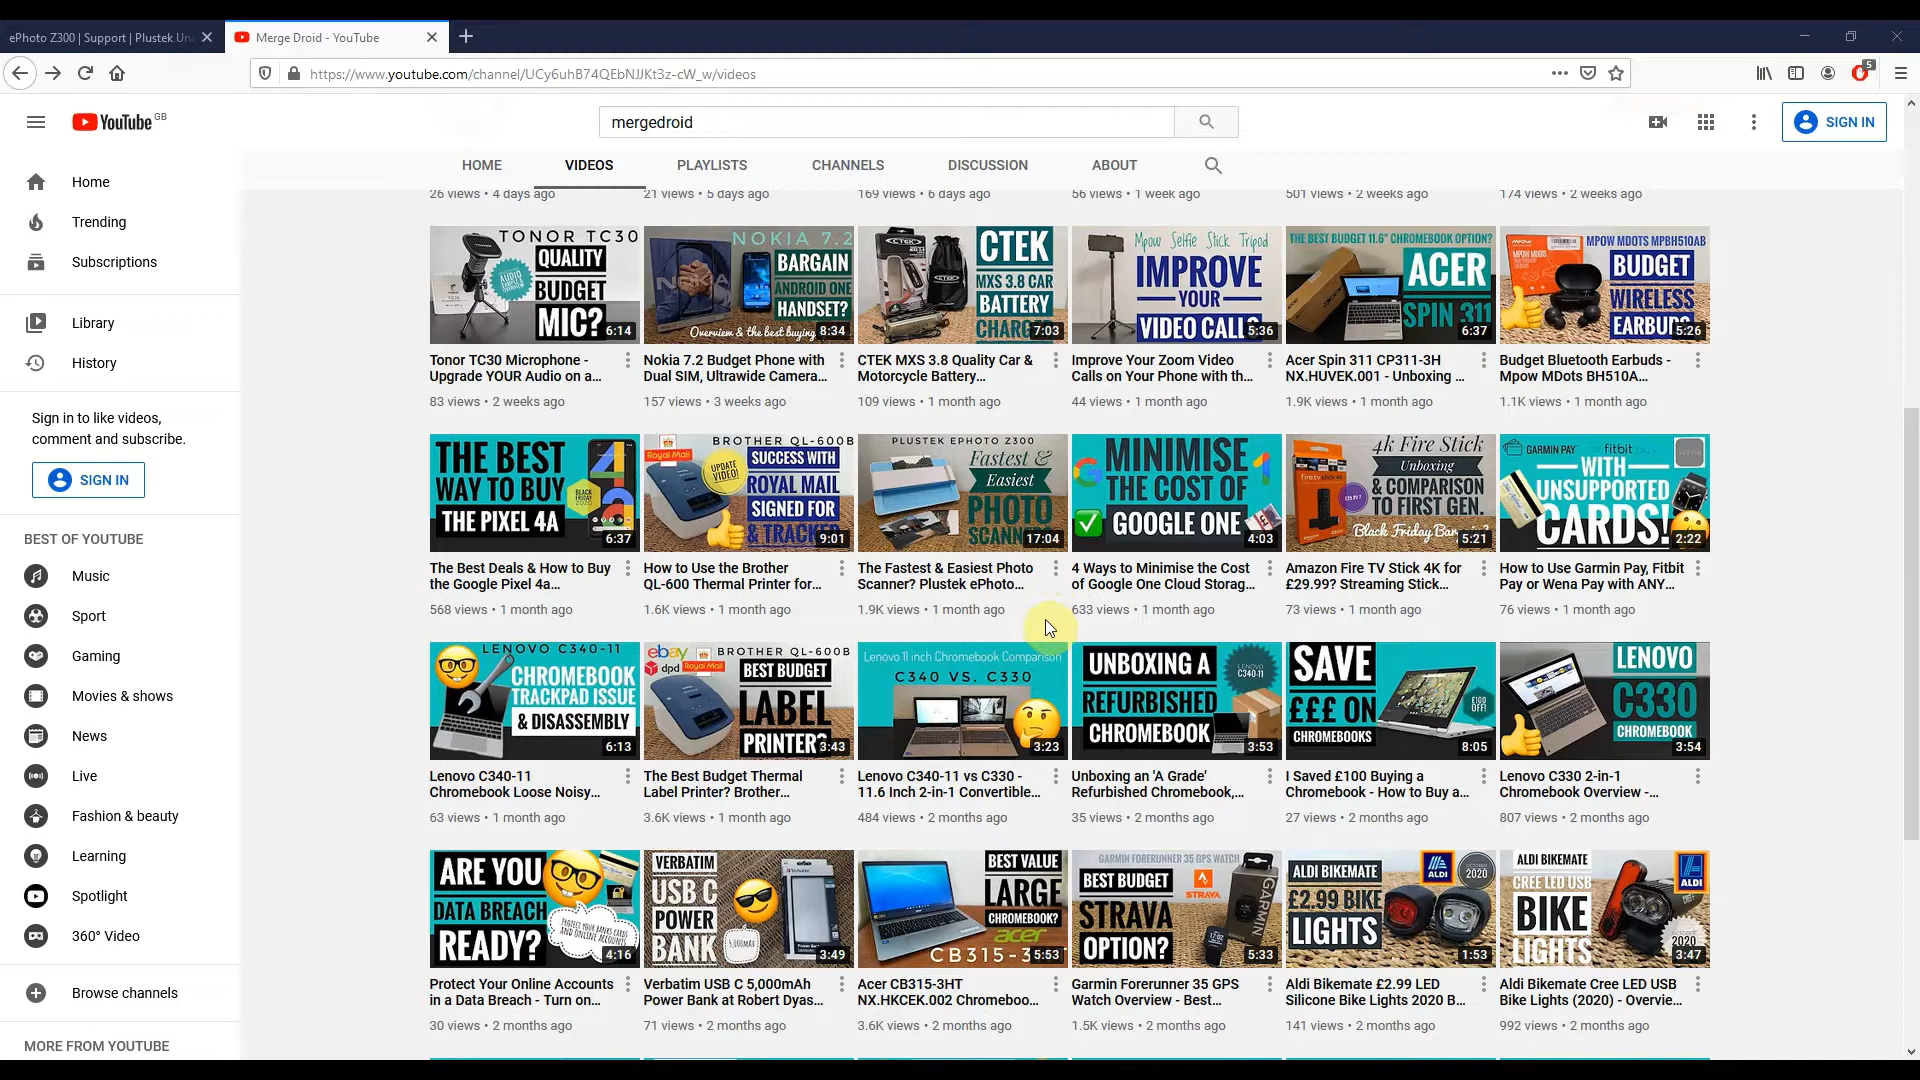 ePhoto Z300 | Support | Plustek Un
Merge Droid - YouTube
https://www.youtube.com/channel/UCy6uhB74QEbNJJKt3z-cW_w/videos
5
YouTube GB
mergedroid
SIGN IN
HOME VIDEOS PLAYLISTS CHANNELS DISCUSSION ABOUT
Home
Trending
Subscriptions
Library
History
Sign in to like videos,
comment and subscribe.
SIGN IN
BEST OF YOUTUBE
Music
Sport
Gaming
Movies & shows
News
Live
Fashion & beauty
Learning
Spotlight
360° Video
Browse channels
MORE FROM YOUTUBE
26 views • 4 days ago
21 views • 5 days ago
169 views • 6 days ago
56 views • 1 week ago
501 views • 2 weeks ago
174 views • 2 weeks ago
TONOR TC30
QUALITY
BUDGET
MIC?
6:14
Tonor TC30 Microphone -
Upgrade YOUR Audio on a...
83 views • 2 weeks ago
NOKIA 7.2
BARGAIN
ANDROID ONE
HANDSET?
Overview & the best buying
8:34
Nokia 7.2 Budget Phone with
Dual SIM, Ultrawide Camera...
157 views • 3 weeks ago
CTEK
MXS 3.8 CAR
BATTERY
CHARGE
7:03
CTEK MXS 3.8 Quality Car &
Motorcycle Battery...
109 views • 1 month ago
Mpow Selfie Stick Tripod
IMPROVE
YOUR
VIDEO CALLS
5:36
Improve Your Zoom Video
Calls on Your Phone with th...
44 views • 1 month ago
THE BEST BUDGET 11.6" CHROMEBOOK OPTION?
ACER
SPIN 311
6:37
Acer Spin 311 CP311-3H
NX.HUVEK.001 - Unboxing ...
1.9K views • 1 month ago
MPOW MDOTS MPBH510AB
BUDGET
WIRELESS
EARBUDS
5:26
Budget Bluetooth Earbuds -
Mpow MDots BH510A...
1.1K views • 1 month ago
THE BEST
WAY TO BUY
THE PIXEL 4A
BLACK
FRIDAY
2020
6:37
The Best Deals & How to Buy
the Google Pixel 4a...
568 views • 1 month ago
BROTHER QL-600B
Royal Mail
UPDATE
VIDEO!
SUCCESS WITH
ROYAL MAIL
SIGNED FOR
& TRACKED
9:01
How to Use the Brother
QL-600 Thermal Printer for...
1.6K views • 1 month ago
PLUSTEK EPHOTO Z300
Fastest &
Easiest
PHOTO
SCANN
17:04
The Fastest & Easiest Photo
Scanner? Plustek ePhoto...
1.9K views • 1 month ago
MINIMISE
THE COST OF
GOOGLE ONE
4:03
4 Ways to Minimise the Cost
of Google One Cloud Storag...
633 views • 1 month ago
4k Fire Stick
Unboxing
& COMPARISON
TO FIRST GEN.
Black Friday Bar
5:21
Amazon Fire TV Stick 4K for
£29.99? Streaming Stick...
73 views • 1 month ago
GARMIN PAY
fitbit
WITH
UNSUPPORTED
CARDS!
2:22
How to Use Garmin Pay, Fitbit
Pay or Wena Pay with ANY...
76 views • 1 month ago
LENOVO C340-11
CHROMEBOOK
TRACKPAD ISSUE
& DISASSEMBLY
6:13
Lenovo C340-11
Chromebook Loose Noisy...
63 views • 1 month ago
ebay
dpd
Royal Mail
BROTHER QL-600B
BEST BUDGET
LABEL
PRINTER?
3:43
The Best Budget Thermal
Label Printer? Brother...
3.6K views • 1 month ago
Lenovo 11 inch Chromebook Comparison
C340 VS. C330
3:23
Lenovo C340-11 vs C330 -
11.6 Inch 2-in-1 Convertible...
484 views • 2 months ago
UNBOXING A
REFURBISHED
CHROMEBOOK
LENOVO
C340-11
3:53
Unboxing an 'A Grade'
Refurbished Chromebook,...
35 views • 2 months ago
SAVE
£££ ON
CHROMEBOOKS
£100
OFF!
8:05
I Saved £100 Buying a
Chromebook - How to Buy a...
27 views • 2 months ago
LENOVO
C330
CHROMEBOOK
3:54
Lenovo C330 2-in-1
Chromebook Overview -...
807 views • 2 months ago
ARE YOU
DATA BREACH
READY?
PROTECT YOUR BANKS CARDS
AND ONLINE ACCOUNTS
4:16
Protect Your Online Accounts
in a Data Breach - Turn on...
30 views • 2 months ago
VERBATIM
USB C
POWER
BANK
5,000MAH
3:49
Verbatim USB C 5,000mAh
Power Bank at Robert Dyas...
71 views • 2 months ago
BEST VALUE
LARGE
CHROMEBOOK?
acer
CB315-3
5:53
Acer CB315-3HT
NX.HKCEK.002 Chromeboo...
3.6K views • 2 months ago
GARMIN FORERUNNER 35 GPS WATCH
BEST BUDGET
STRAVA
OPTION?
STRAVA
GARMIN
5:33
Garmin Forerunner 35 GPS
Watch Overview - Best...
1.5K views • 2 months ago
ALDI BIKEMATE
£2.99 BIKE
LIGHTS
ALDI
OCTOBER
2020
1:53
Aldi Bikemate £2.99 LED
Silicone Bike Lights 2020 B...
141 views • 2 months ago
ALDI BIKEMATE
CREE LED USB
BIKE
LIGHTS
ALDI
2020
3:47
Aldi Bikemate Cree LED USB
Bike Lights (2020) - Overvie...
992 views • 2 months ago